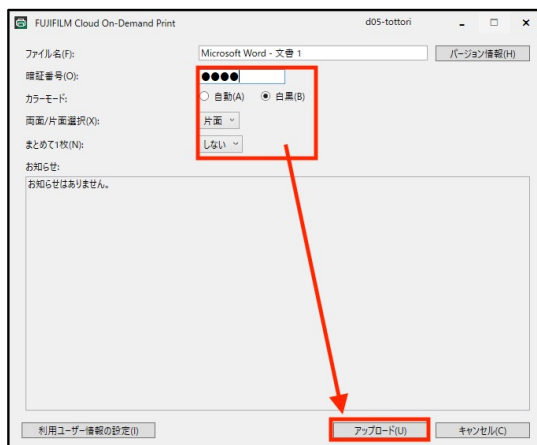 FUJIFILM Cloud On-Demand Print d05-tottori
ファイル名(F): Microsoft Word - 文書 1 バージョン情報(H)
暗証番号(O): ●●●●
カラーモード: 自動(A) 白黒(B)
両面/片面選択(X): 片面
まとめて1枚(N): しない
お知らせ:
お知らせはありません。
利用ユーザー情報の設定(I) アップロード(U) キャンセル(C)